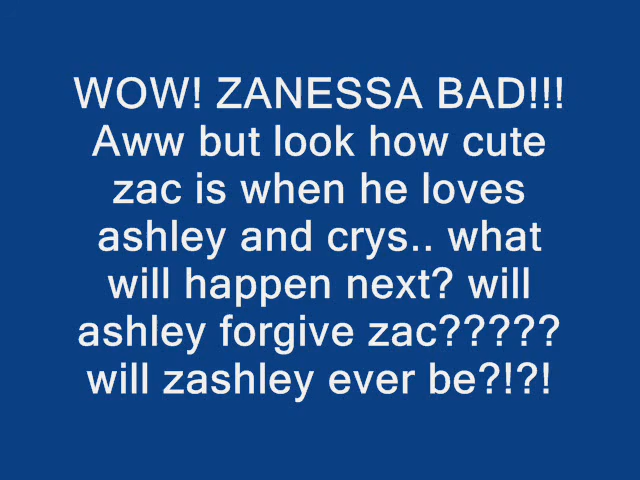 WOW! ZANESSA BAD!!!
Aww but look how cute
zac is when he loves
ashley and crys.. what
will happen next? will
ashley forgive zac?????
will zashley ever be?!?!